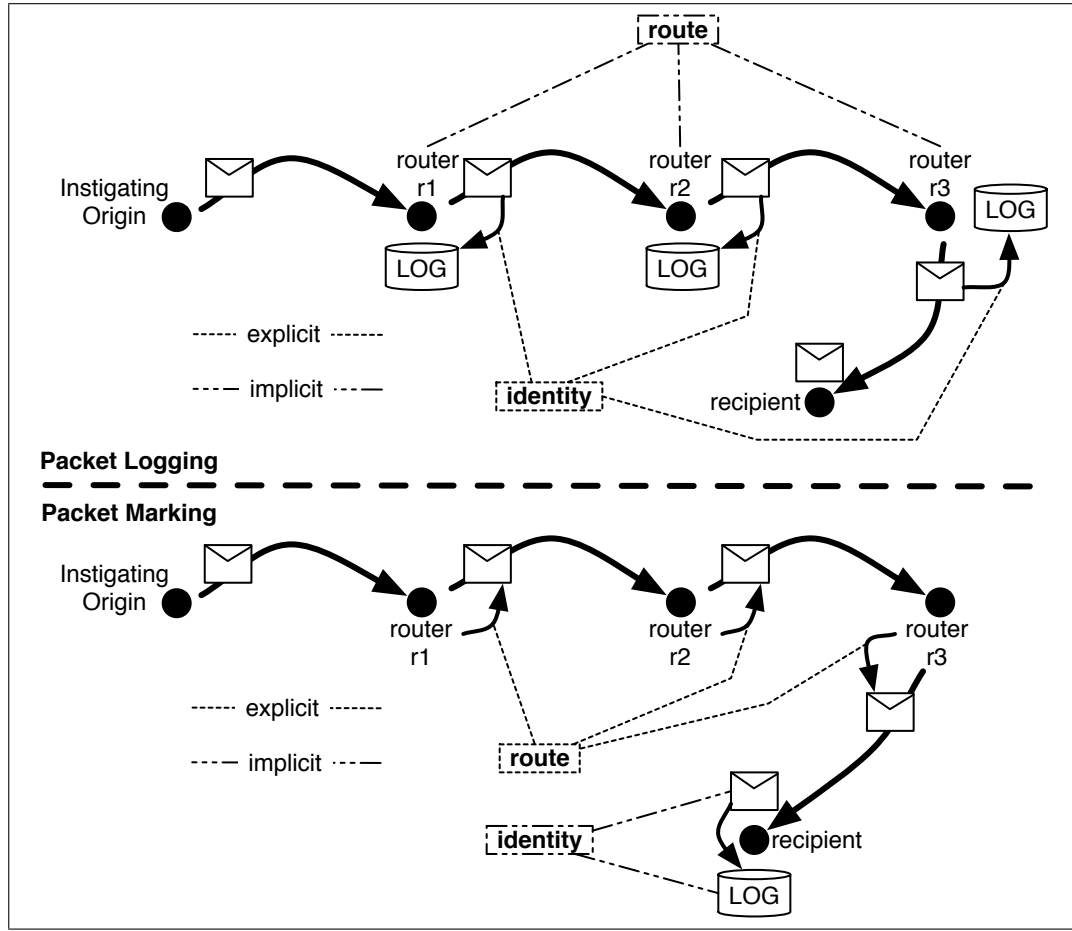 route
router
r1
router
r2
router
r3
Instigating
Origin
LOG
LOG
LOG
explicit
implicit
identity
recipient
Packet Logging
Packet Marking
Instigating
Origin
router
r1
router
r2
router
r3
explicit
implicit
route
identity
recipient
LOG